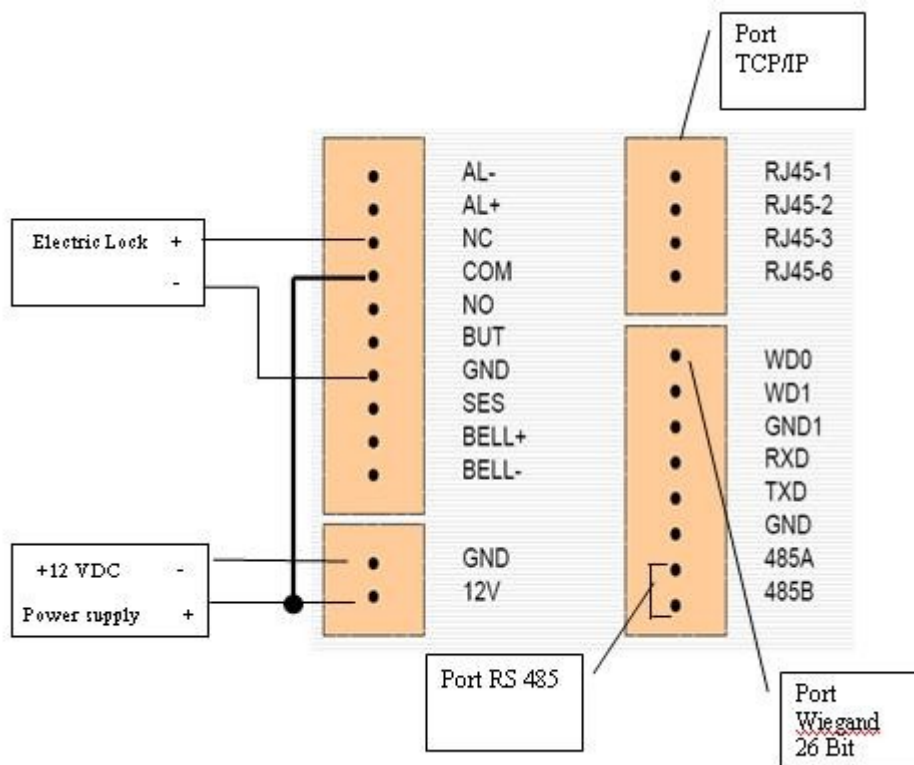 Port
TCP/IP
AL-
AL+
NC
COM
NO
BUT
GND
SES
BELL+
BELL-
GND
12V
RJ45-1
RJ45-2
RJ45-3
RJ45-6
WD0
WD1
GND1
RXD
TXD
GND
485A
485B
Electric Lock +
-
+12 VDC -
Power supply +
Port RS 485
Port
Wiegand
26 Bit